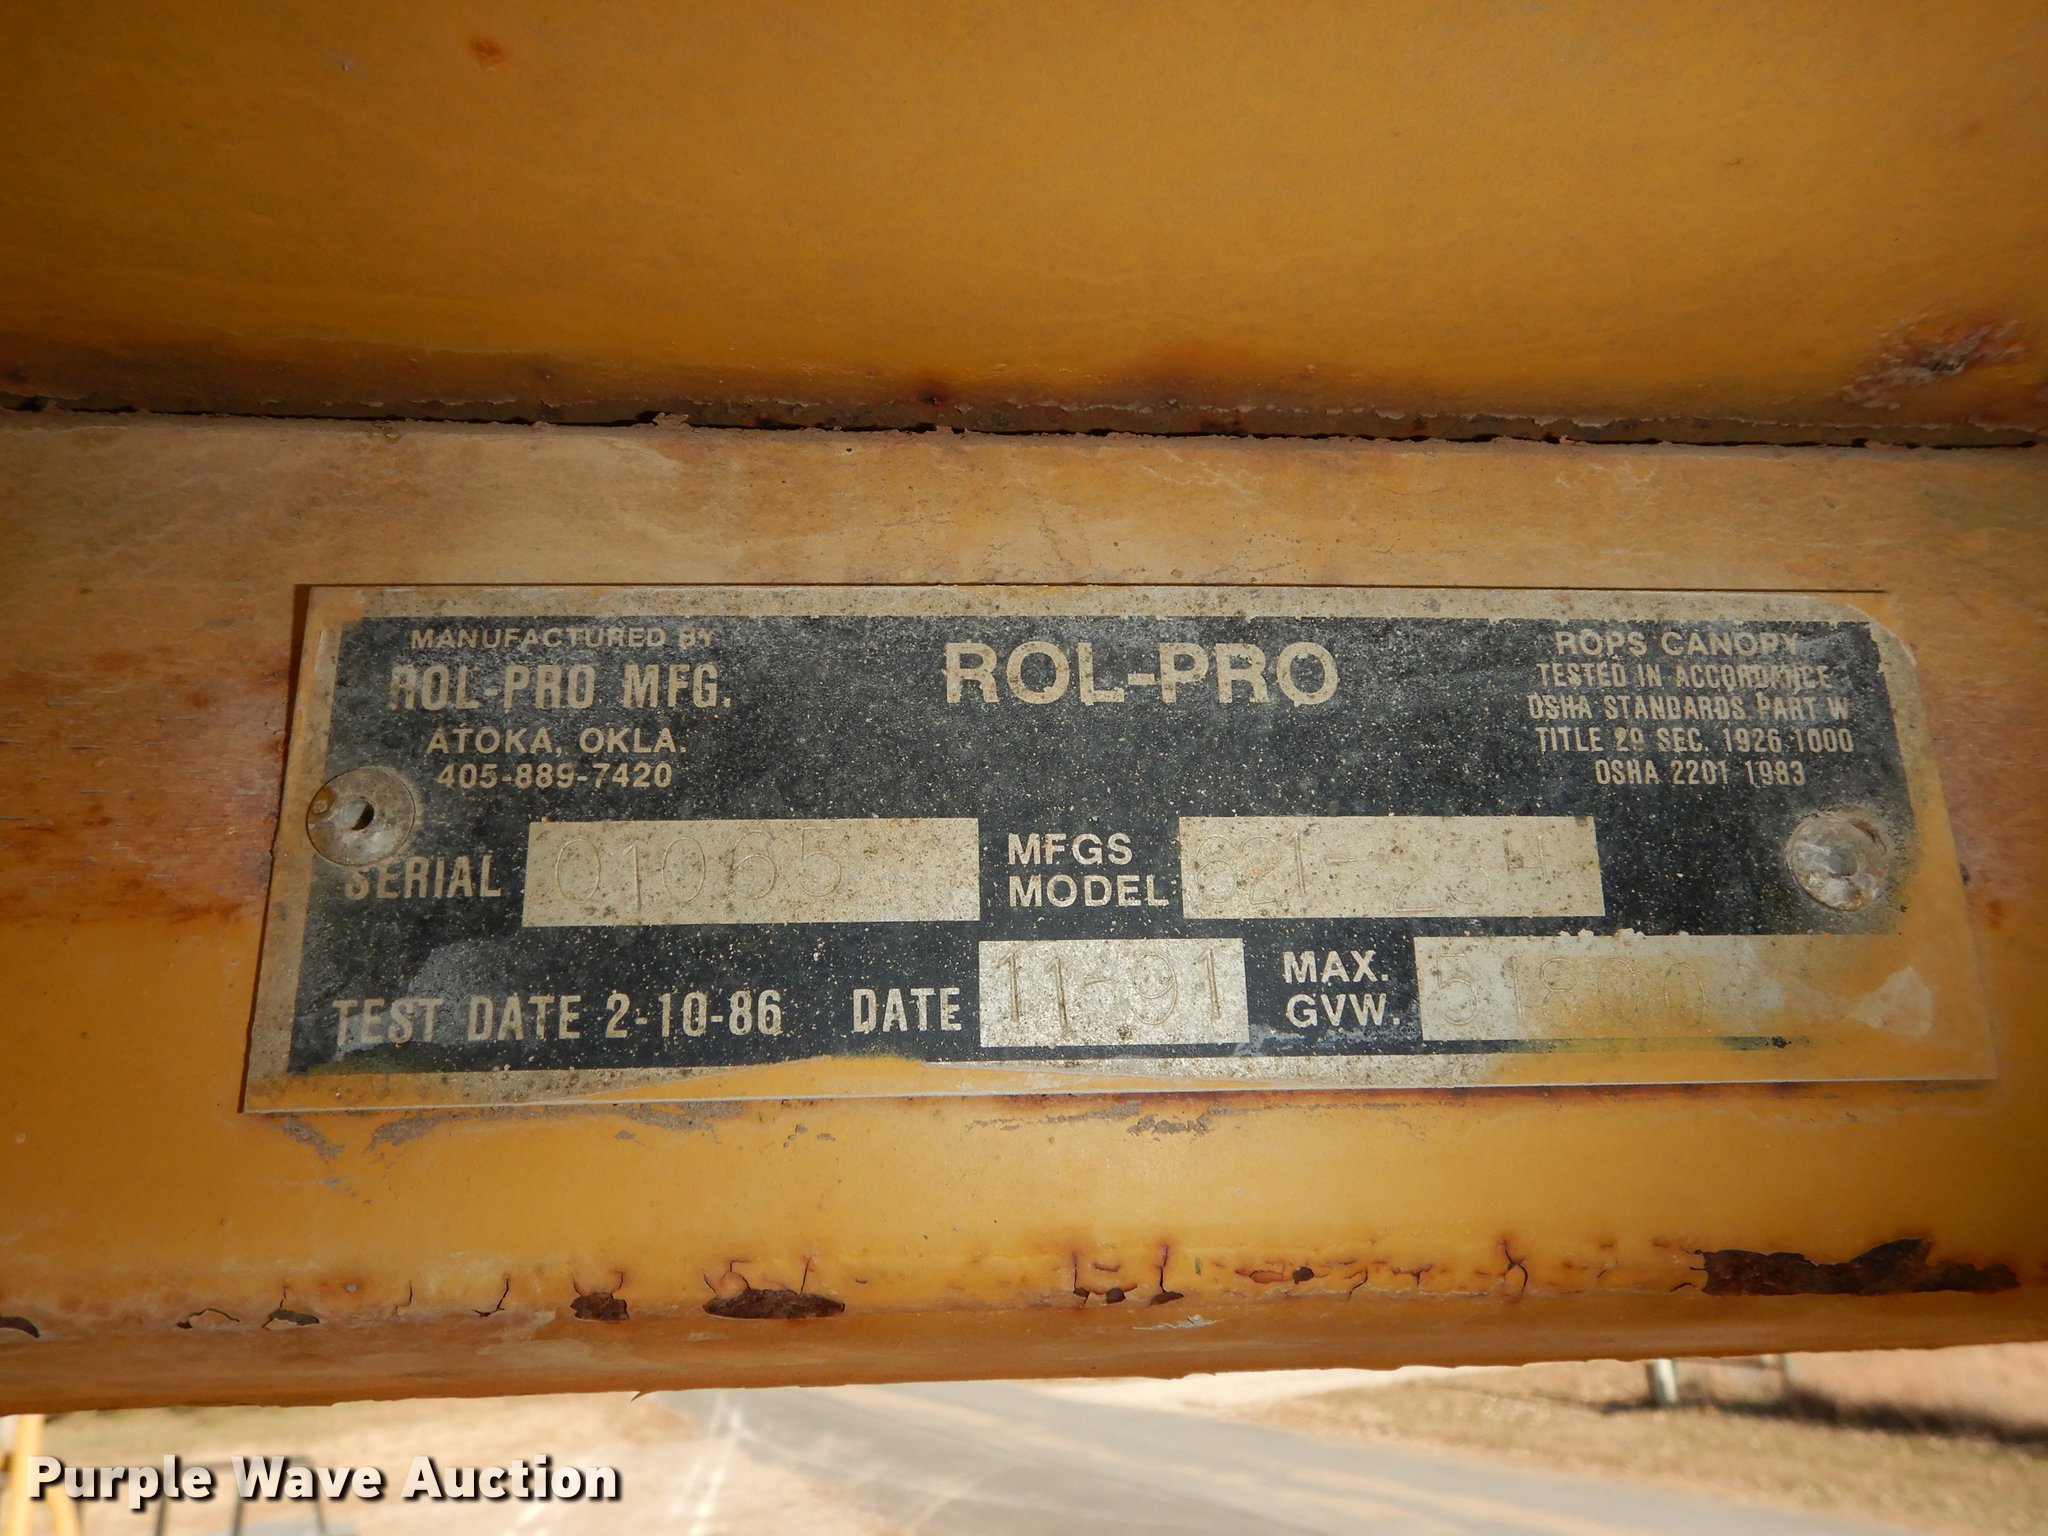 MANUFACTURED BY
ROL-PRO MFG.
ATOKA, OKLA.
405-889-7420
ROL-PRO
ROPS CANOPY
TESTED IN ACCORDANCE
OSHA STANDARDS PART W
TITLE 29 SEC. 1926-1000
OSHA 2201 1983
SERIAL 01065
MFGS MODEL
TEST DATE 2-10-86 DATE 11-91
MAX. GVW. 51800
Purple Wave Auction